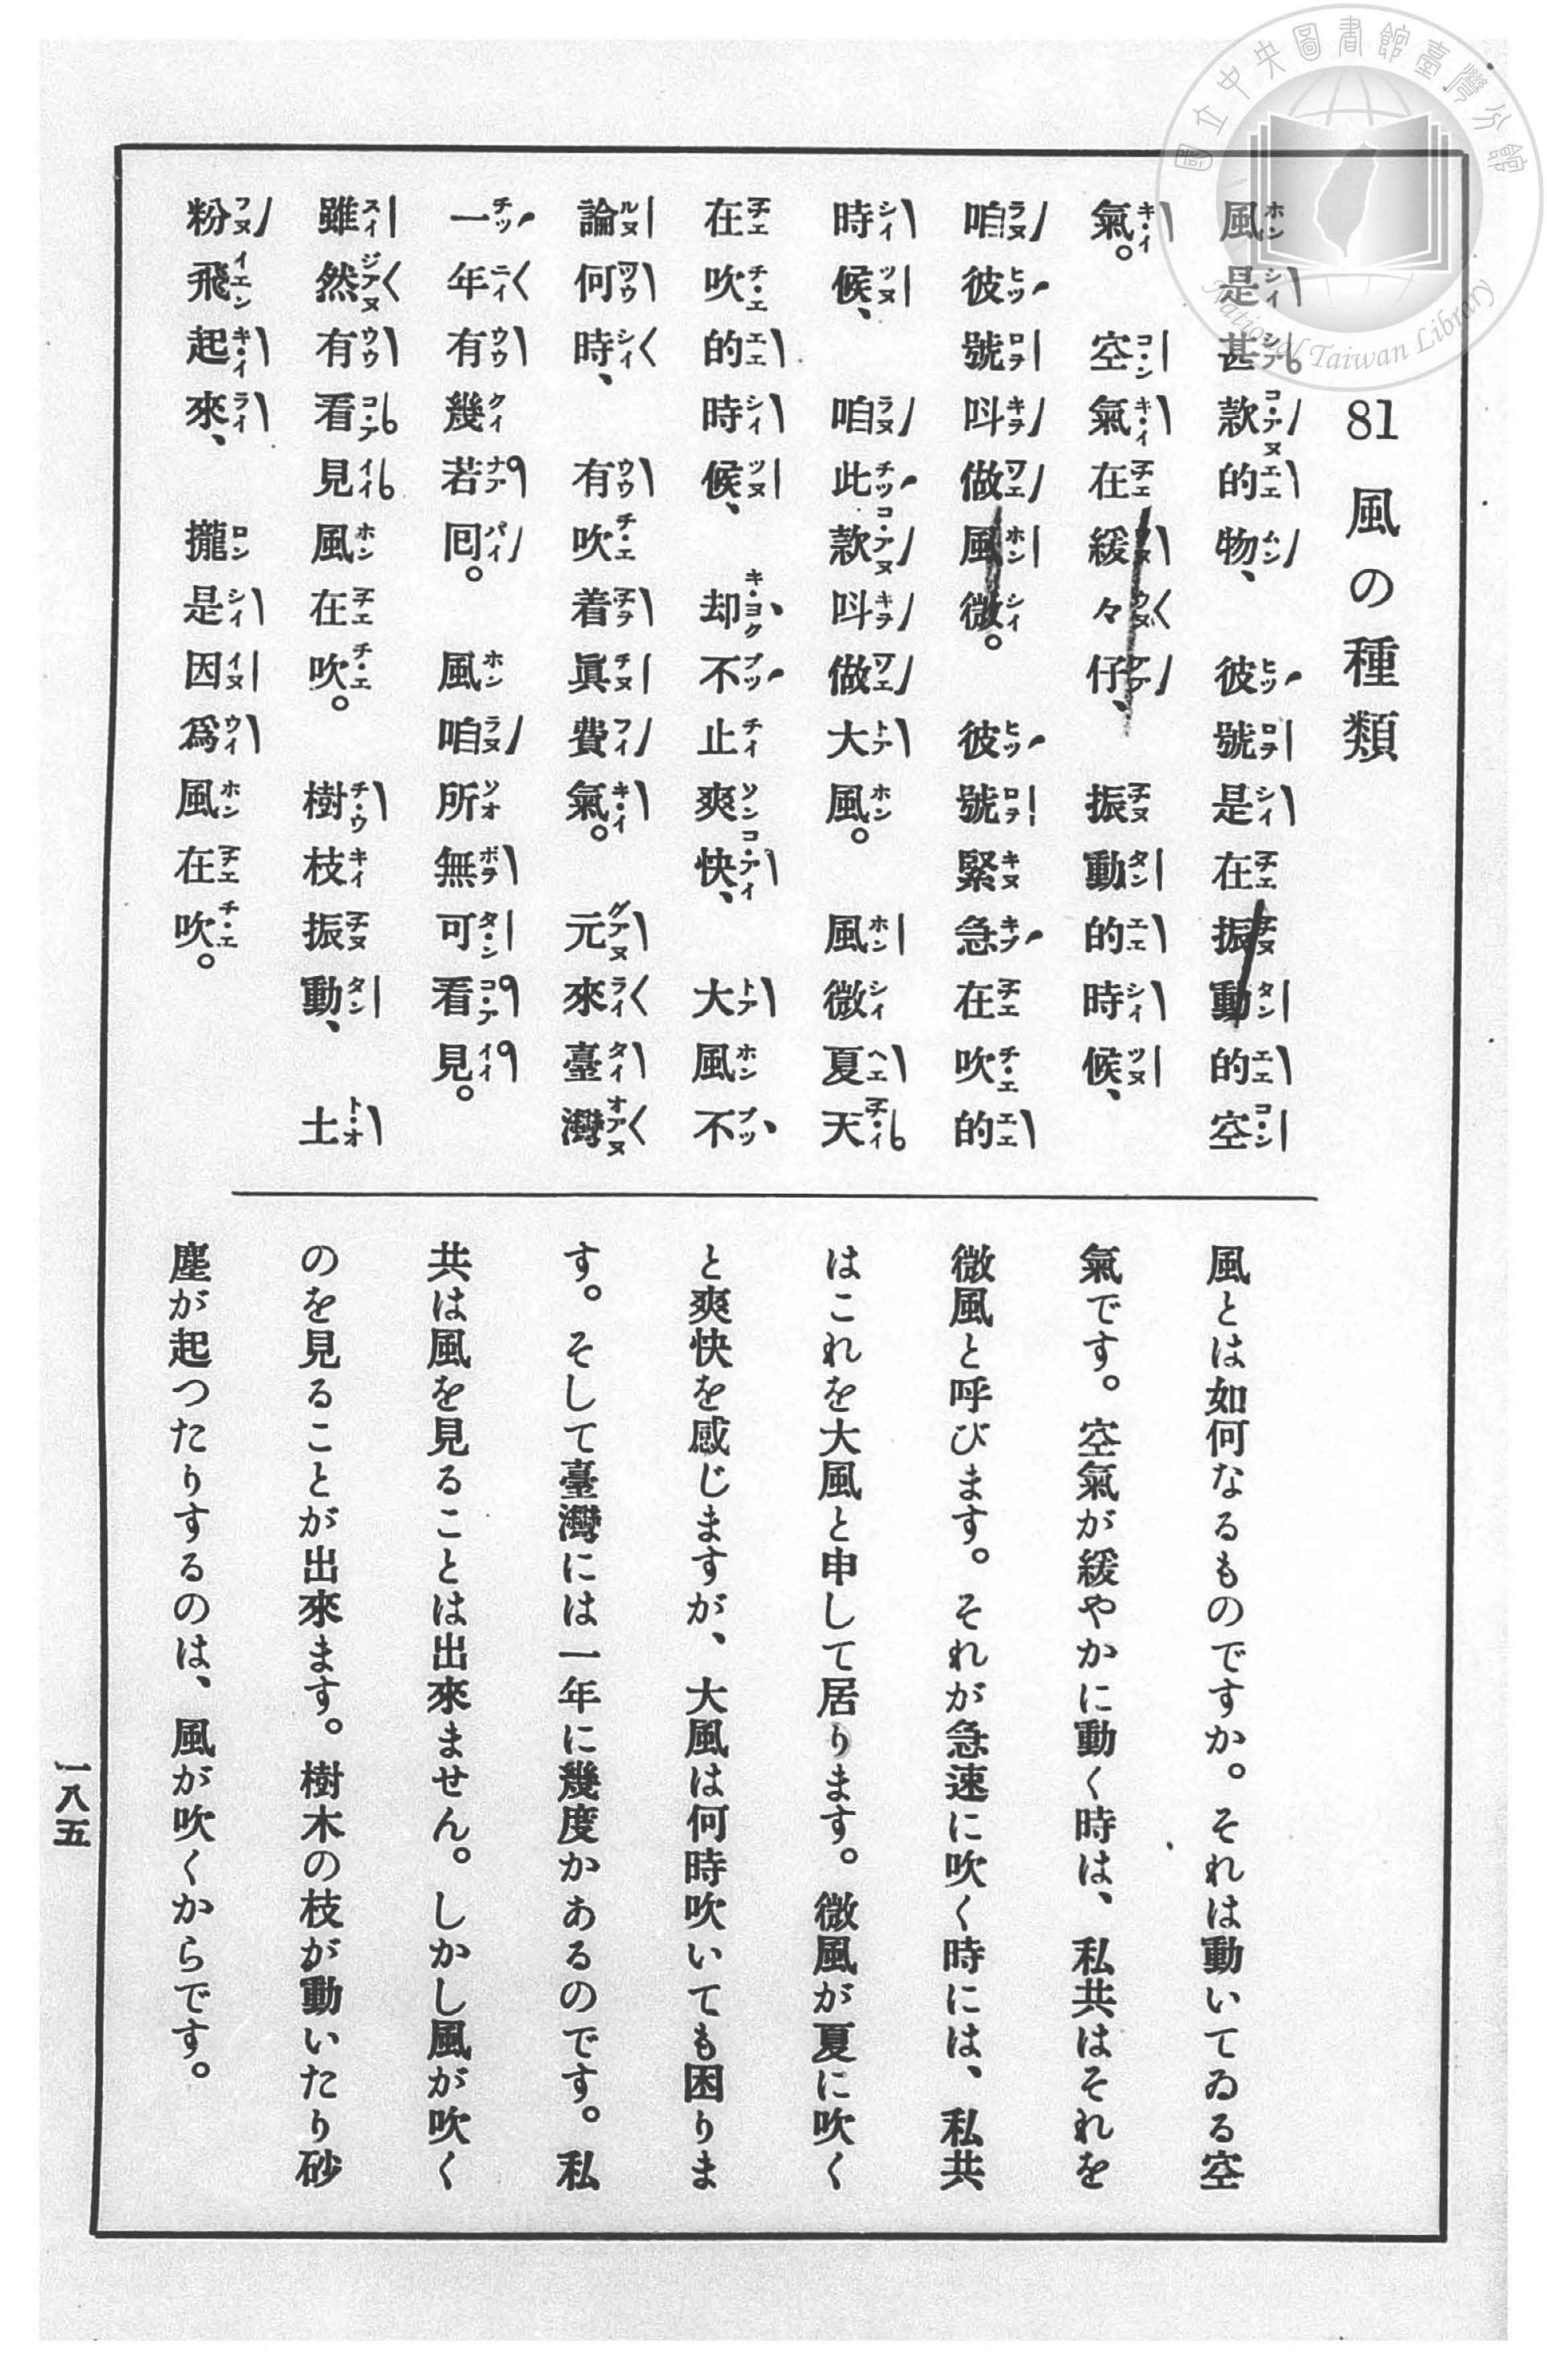 國立中央圖書館臺灣分館
National Taiwan Library
81 風の種類
風是甚款的物、彼號是在振動的空
氣。空氣在緩々仔、振動的時候、
咱彼號呌做風微。彼號緊急在吹的
時候、咱此款呌做大風。風微夏天
在吹的時候、却不止爽快、大風不
論何時、有吹着眞費氣。元來臺灣
一年有幾若囘。風咱所無可看見。
雖然有看見風在吹。樹枝振動、土
粉飛起來、攏是因爲風在吹。
風とは如何なるものですか。それは動いてゐる空
氣です。空氣が緩やかに動く時は、私共はそれを
微風と呼びます。それが急速に吹く時には、私共
はこれを大風と申して居ります。微風が夏に吹く
と爽快を感じますが、大風は何時吹いても困りま
す。そして臺灣には一年に幾度かあるのです。私
共は風を見ることは出來ません。しかし風が吹く
のを見ることが出來ます。樹木の枝が動いたり砂
塵が起つたりするのは、風が吹くからです。
一八五